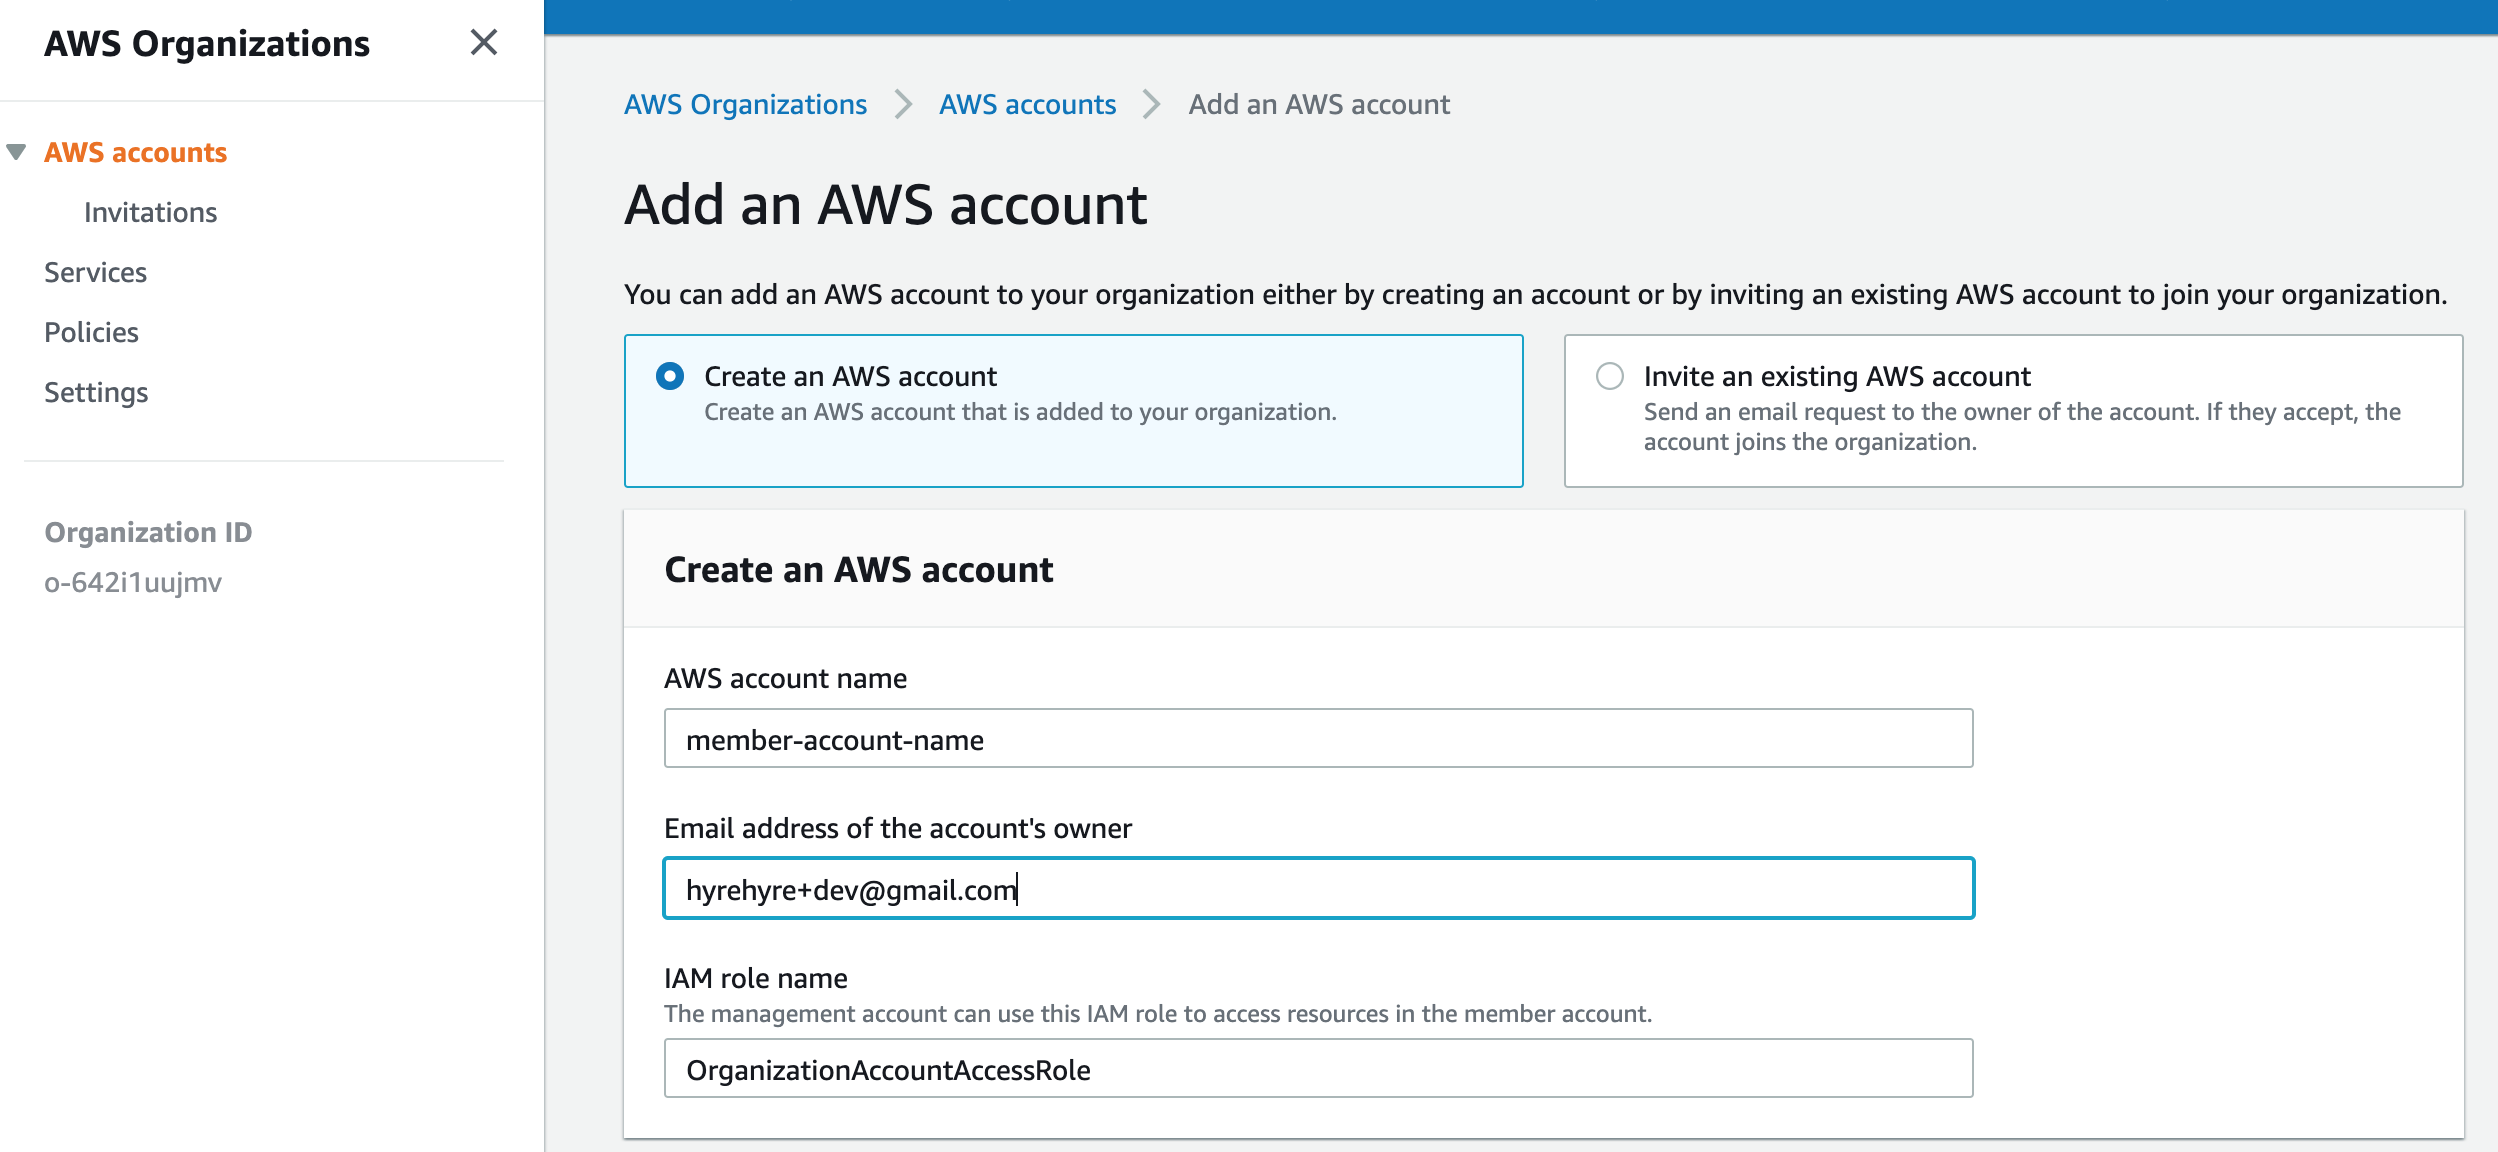 AWS Organizations
AWS accounts
Invitations
Services
Policies
Settings
Organization ID
o-642i1uujmv
AWS Organizations > AWS accounts > Add an AWS account
Add an AWS account
You can add an AWS account to your organization either by creating an account or by inviting an existing AWS account to join your organization.
Create an AWS account
Create an AWS account that is added to your organization.
Invite an existing AWS account
Send an email request to the owner of the account. If they accept, the
account joins the organization.
Create an AWS account
AWS account name
member-account-name
Email address of the account's owner
hyrehyre+dev@gmail.com
IAM role name
The management account can use this IAM role to access resources in the member account.
OrganizationAccountAccessRole